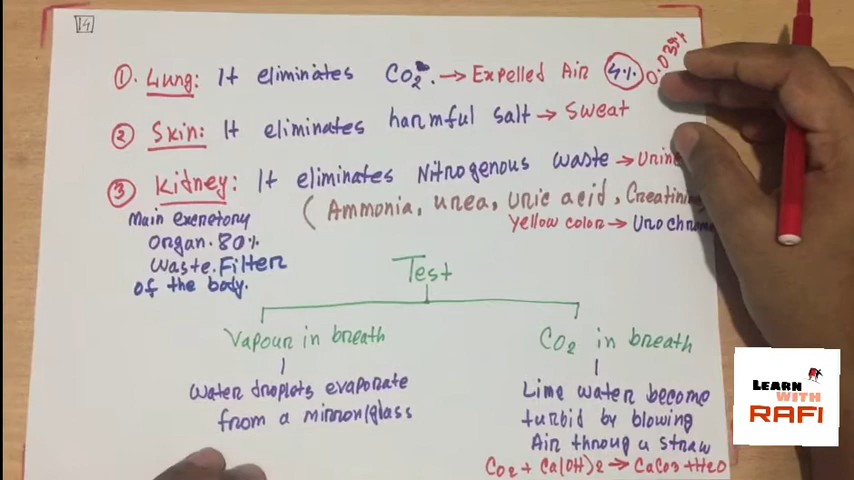 14
①. Lung: It eliminates CO2. → Expelled Air 4% 0.03%
② Skin: It eliminates harmful salt → Sweat
③ Kidney: It eliminates Nitrogenous waste → Urine
(Ammonia, urea, Uric acid, Creatinin
Yellow color → Urochrom
Main excretory
Organ. 80%
Waste. Filter
of the body.
Test
Vapour in breath
Water droplets evaporate
from a mirror/glass
CO2 in breath
Lime water become
turbid by blowing
Air throug a straw
CO2 + Ca(OH)2 → CaCO3 + H2O
LEARN
WITH
RAFI